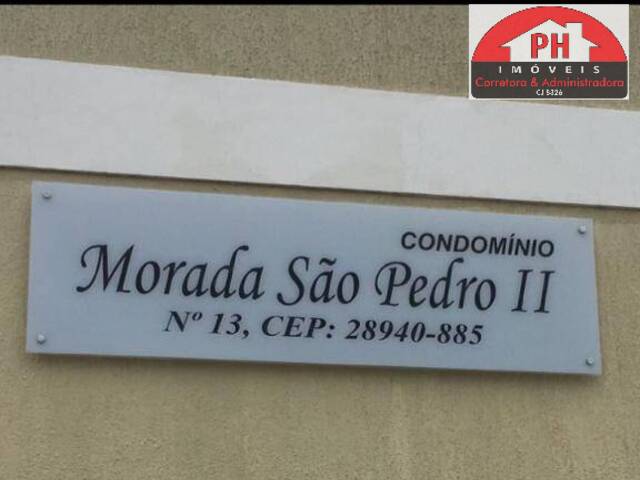 PH
IMÓVEIS
Corretora & Administradora
CJ 5326
CONDOMÍNIO
Morada São Pedro II
Nº 13, CEP: 28940-885